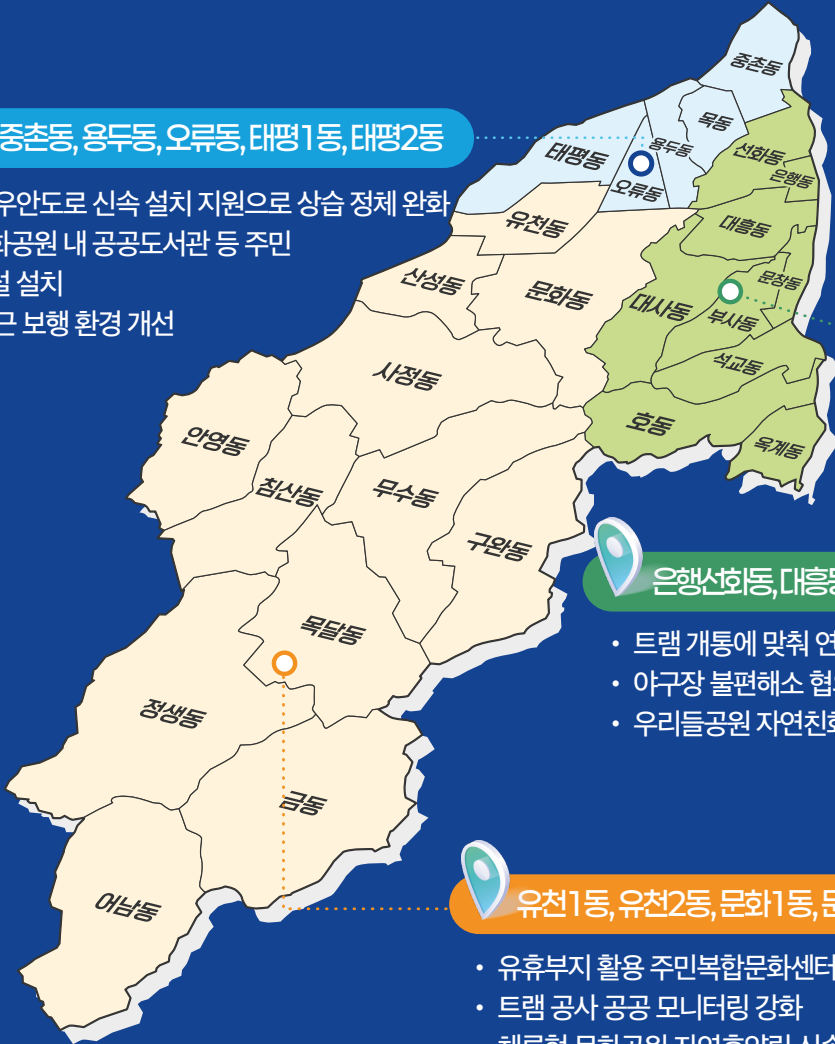 중촌동
목동
중촌동, 용두동, 오류동, 태평1동, 태평2동
용두동
태평동
선화동
은행동
오류동
우안도로 신속 설치 지원으로 상습 정체 완화
유천동
대흥동
화공원 내 공공도서관 등 주민
산성동
문화동
문창동
설 설치
대사동
부사동
근 보행 환경 개선
석교동
사정동
호동
안영동
옥계동
침산동
무수동
구완동
은행선화동, 대흥동
트램 개통에 맞춰 연
목달동
• 야구장 불편해소 협
정생동
• 우리들공원 자연친화
금동
어남동
유천1동, 유천2동, 문화1동, 문
• 유휴부지 활용 주민복합문화센터
• 트램 공사 공공 모니터링 강화